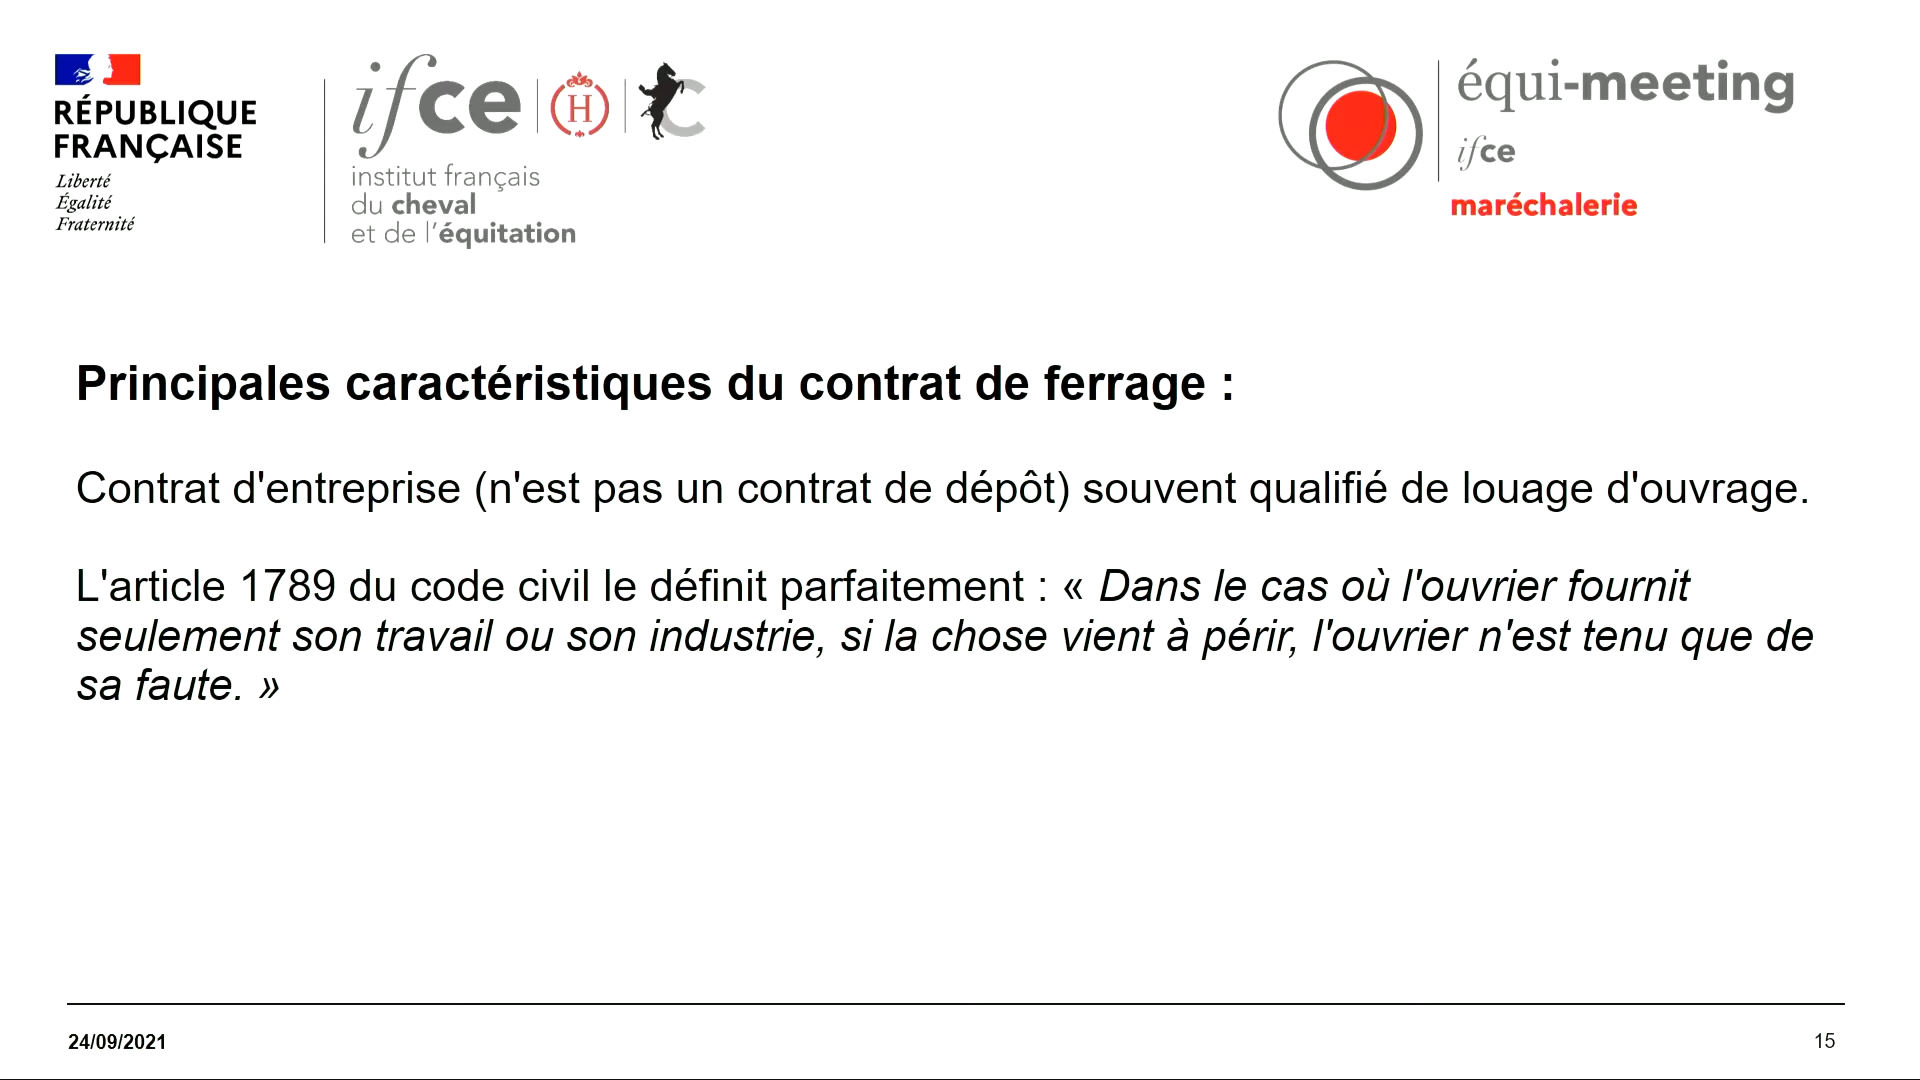 RÉPUBLIQUE
FRANÇAISE
Liberté
Égalité
Fraternité
ifce
H
C
institut français
du cheval
et de l'équitation
équi-meeting
ifce
maréchalerie
Principales caractéristiques du contrat de ferrage :
Contrat d'entreprise (n'est pas un contrat de dépôt) souvent qualifié de louage d'ouvrage.
L'article 1789 du code civil le définit parfaitement : « Dans le cas où l'ouvrier fournit
seulement son travail ou son industrie, si la chose vient à périr, l'ouvrier n'est tenu que de
sa faute. »
24/09/2021
15